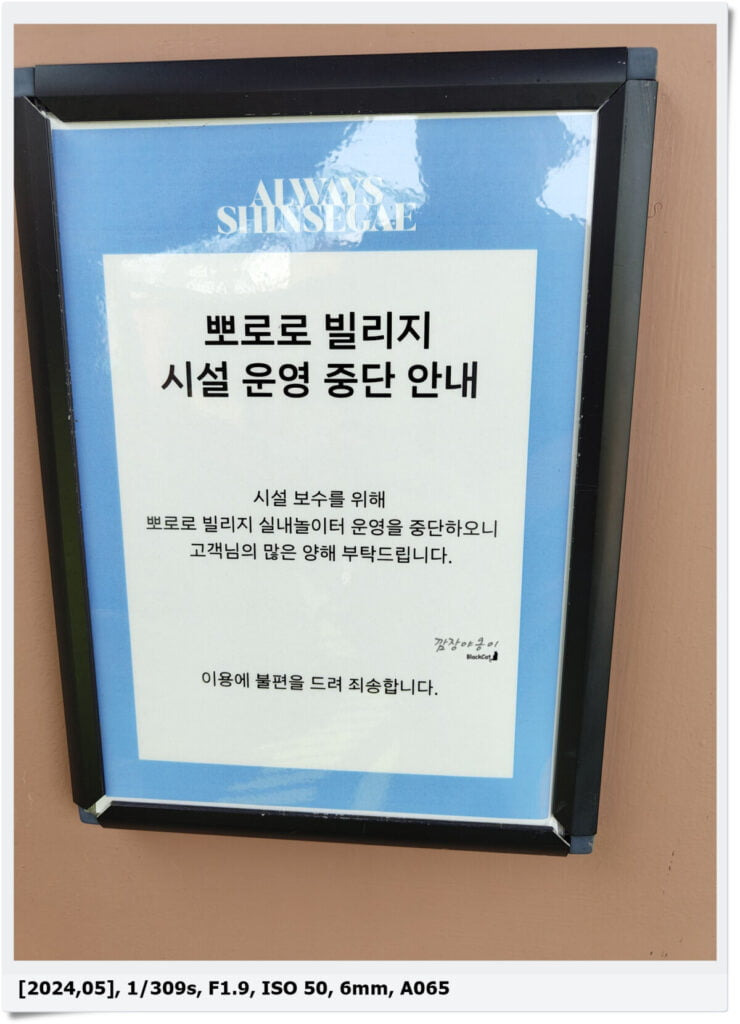 ALWAYS
SHINSEGAE
뽀로로 빌리지
시설 운영 중단 안내
시설 보수를 위해
뽀로로 빌리지 실내놀이터 운영을 중단하오니
고객님의 많은 양해 부탁드립니다.
깜장야옹이
BlackCat
이용에 불편을 드려 죄송합니다.
[2024,05], 1/309s, F1.9, ISO 50, 6mm, A065